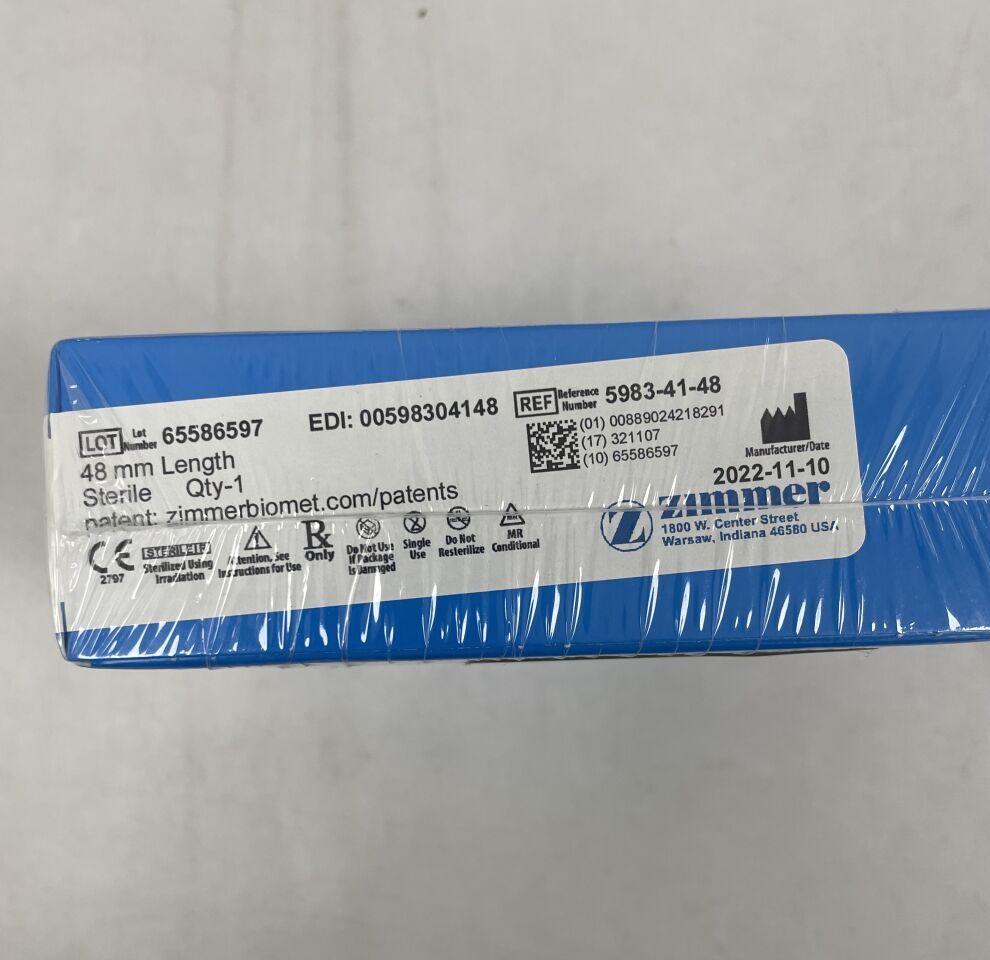 LOT Lot Number 65586597 EDI: 00598304148 REF Reference Number 5983-41-48
(01) 00889024218291
(17) 321107
(10) 65586597
48 mm Length
Sterile Qty-1
patent: zimmerbiomet.com/patents
Manufacturer/Date
2022-11-10
zimmer
1800 W. Center Street
Warsaw, Indiana 46580 USA
CE 2797
STERILE R
Sterilized Using Irradiation
Attention, See Instructions for Use
Rx Only
Do Not Use If Package Is Damaged
Single Use
Do Not Resterilize
MR Conditional